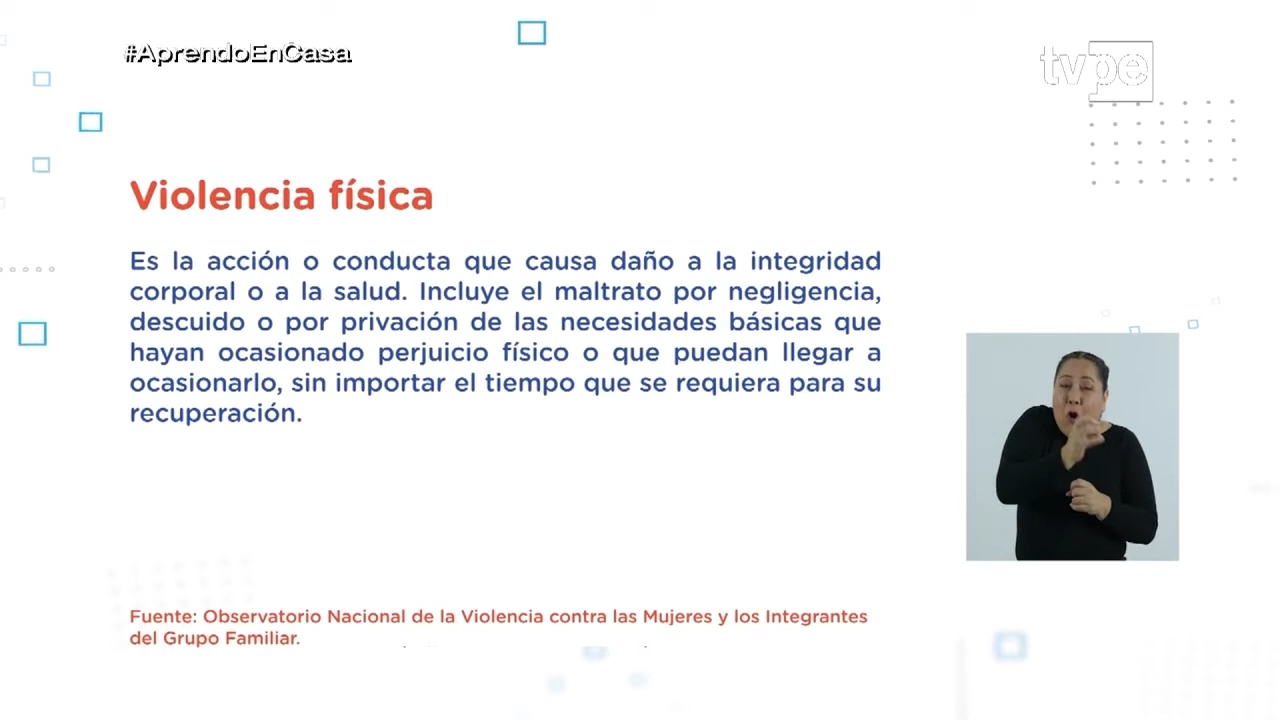 #AprendoEnCasa
tvpe
Violencia física
Es la acción o conducta que causa daño a la integridad
corporal o a la salud. Incluye el maltrato por negligencia,
descuido o por privación de las necesidades básicas que
hayan ocasionado perjuicio físico o que puedan llegar a
ocasionarlo, sin importar el tiempo que se requiera para su
recuperación.
Fuente: Observatorio Nacional de la Violencia contra las Mujeres y los Integrantes
del Grupo Familiar.